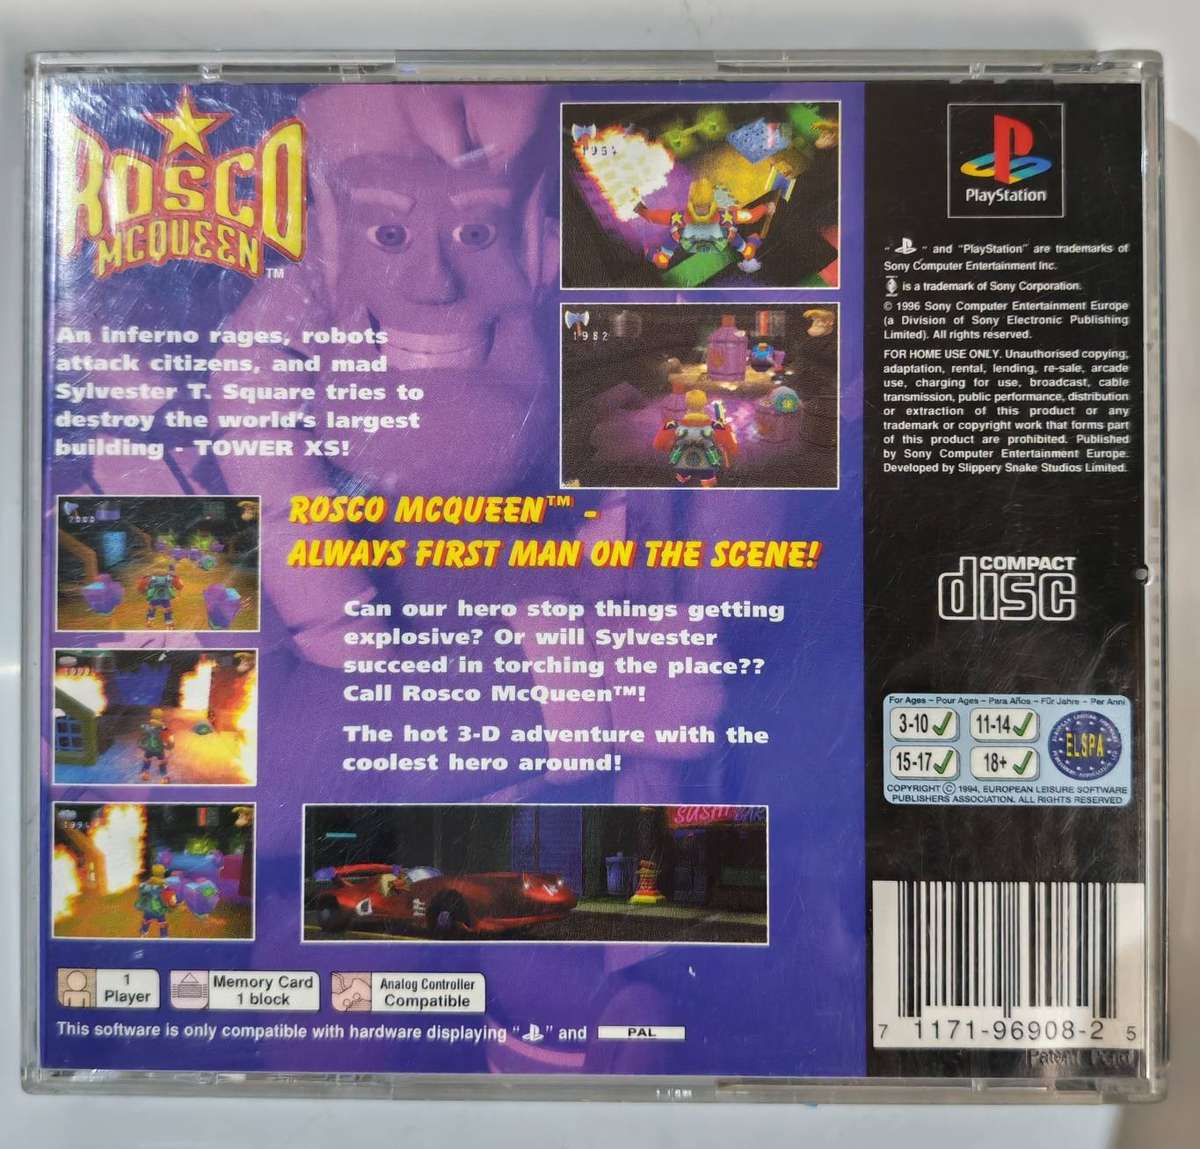 ROSCO
MCQUEEN™
An inferno rages, robots
attack citizens, and mad
Sylvester T. Square tries to
destroy the world's largest
building - TOWER XS!
ROSCO MCQUEEN™ -
ALWAYS FIRST MAN ON THE SCENE!
Can our hero stop things getting
explosive? Or will Sylvester
succeed in torching the place??
Call Rosco McQueen™!
The hot 3-D adventure with the
coolest hero around!
1982
2000
SUSHI BAR
1
Player
Memory Card
1 block
Analog Controller
Compatible
This software is only compatible with hardware displaying " " and PAL
PlayStation
" " and "PlayStation" are trademarks of
Sony Computer Entertainment Inc.
is a trademark of Sony Corporation.
© 1996 Sony Computer Entertainment Europe
(a Division of Sony Electronic Publishing
Limited). All rights reserved.
FOR HOME USE ONLY. Unauthorised copying,
adaptation, rental, lending, re-sale, arcade
use, charging for use, broadcast, cable
transmission, public performance, distribution
or extraction of this product or any
trademark or copyright work that forms part
of this product are prohibited. Published
by Sony Computer Entertainment Europe.
Developed by Slippery Snake Studios Limited.
COMPACT
disc
For Ages – Pour Ages – Para Años – Für Jahre – Per Anni
3-10 ✓ 11-14 ✓
15-17 ✓ 18+ ✓
ELSPA
COPYRIGHT © 1994, EUROPEAN LEISURE SOFTWARE
PUBLISHERS ASSOCIATION. ALL RIGHTS RESERVED
7 11719-6908-2 5